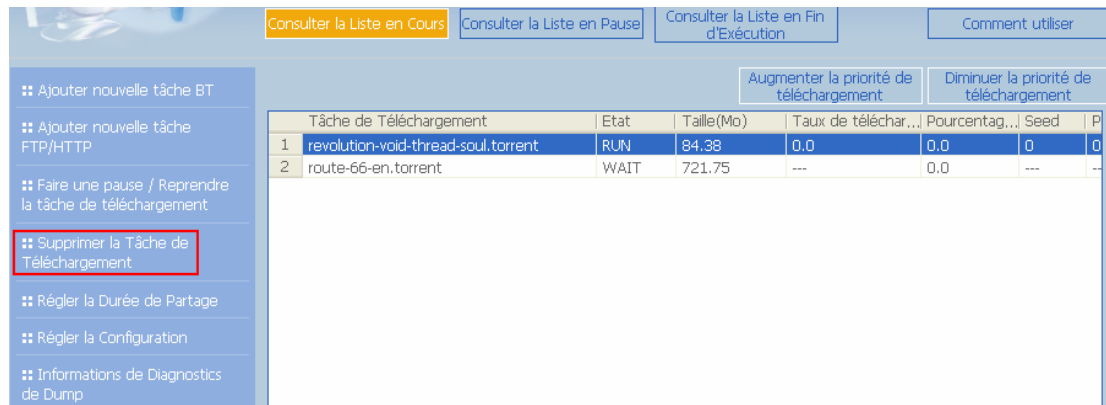 Consulter la Liste en Cours
Consulter la Liste en Pause
Consulter la Liste en Fin
d'Exécution
Comment utiliser
Augmenter la priorité de
téléchargement
Diminuer la priorité de
téléchargement
Ajouter nouvelle tâche BT
Ajouter nouvelle tâche
FTP/HTTP
Faire une pause / Reprendre
la tâche de téléchargement
Supprimer la Tâche de
Téléchargement
Régler la Durée de Partage
Régler la Configuration
Informations de Diagnostics
de Dump
Tâche de Téléchargement Etat Taille(Mo) Taux de téléchar... Pourcentag... Seed P
1 revolution-void-thread-soul.torrent RUN 84.38 0.0 0.0 0 0
2 route-66-en.torrent WAIT 721.75 --- 0.0 --- --